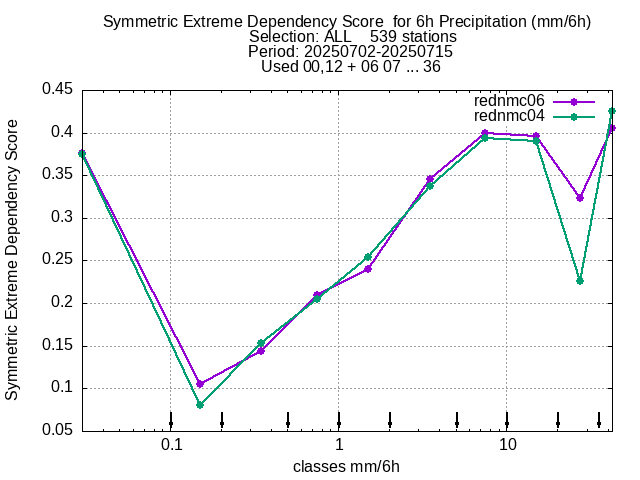 Symmetric Extreme Dependency Score  for 6h Precipitation (mm/6h)
Selection: ALL    539 stations
Period: 20250702-20250715
Used 00,12 + 06 07 ... 36
rednmc06
rednmc04
0.45
0.4
0.35
0.3
0.25
0.2
0.15
0.1
0.05
Symmetric Extreme Dependency Score
0.1 1 10
classes mm/6h